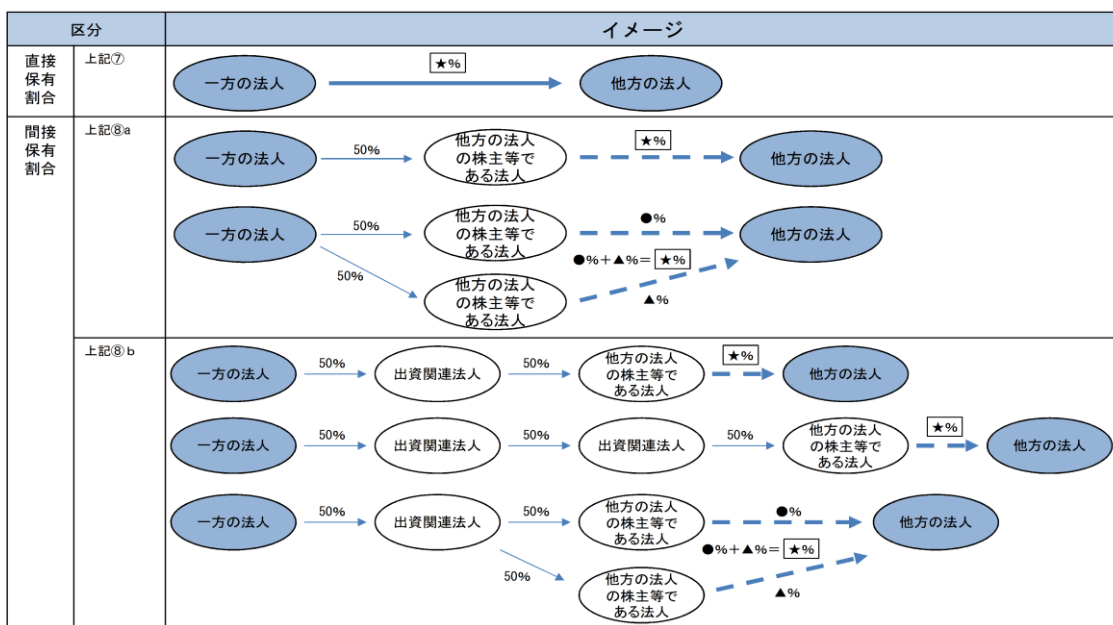 区分
イメージ
直接
保有
割合
上記⑦
一方の法人
★%
他方の法人
間接
保有
割合
上記⑧a
一方の法人
50%
他方の法人
の株主等で
ある法人
★%
他方の法人
一方の法人
50%
他方の法人
の株主等で
ある法人
●%
他方の法人
50%
●%+▲%= ★%
他方の法人
の株主等で
ある法人
▲%
上記⑧b
一方の法人
50%
出資関連法人
50%
他方の法人
の株主等で
ある法人
★%
他方の法人
一方の法人
50%
出資関連法人
50%
出資関連法人
50%
他方の法人
の株主等で
ある法人
★%
他方の法人
一方の法人
50%
出資関連法人
50%
他方の法人
の株主等で
ある法人
●%
他方の法人
50%
●%+▲%= ★%
他方の法人
の株主等で
ある法人
▲%